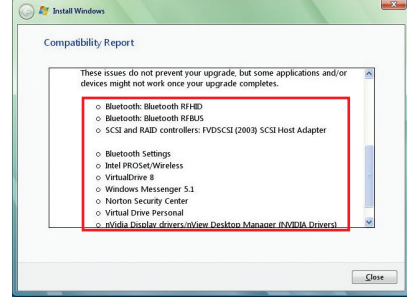 Install Windows
Compatibility Report
These issues do not prevent your upgrade, but some applications and/or
devices might not work once your upgrade completes.
Bluetooth: Bluetooth RFHID
Bluetooth: Bluetooth RFBUS
SCSI and RAID controllers: FVDSCSI (2003) SCSI Host Adapter
Bluetooth Settings
Intel PROSet/Wireless
VirtualDrive 8
Windows Messenger 5.1
Norton Security Center
Virtual Drive Personal
nVidia Display drivers/nView Desktop Manager (NVIDIA Drivers)
Close